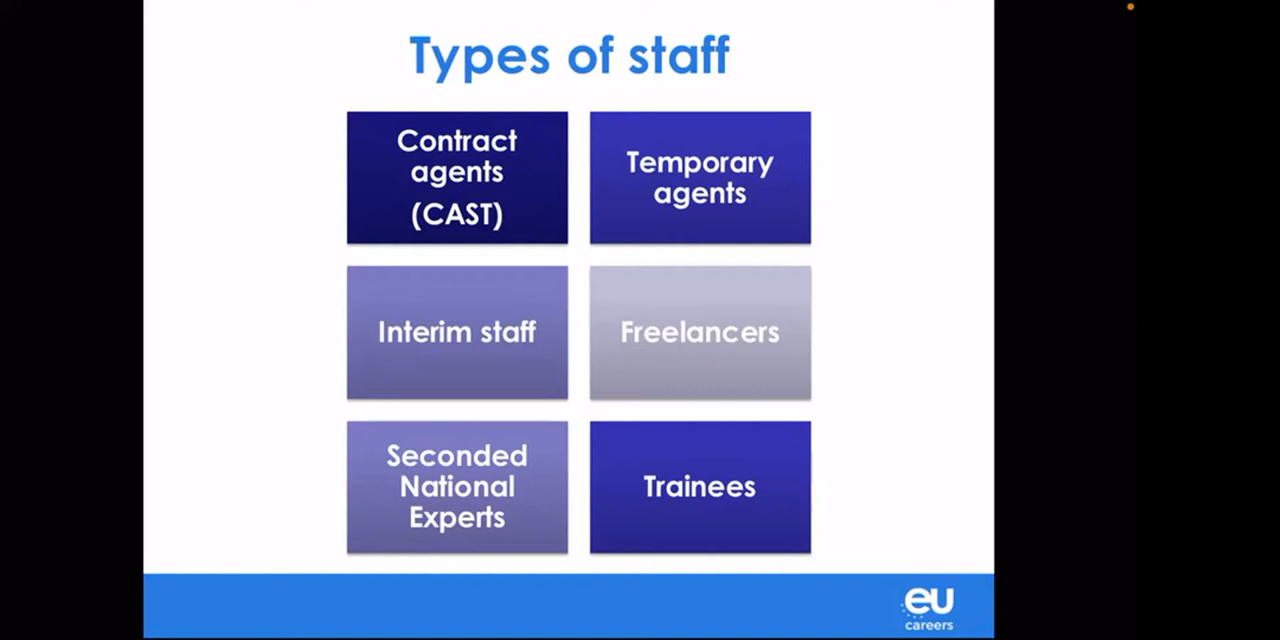 Types of staff
Contract
agents
(CAST)
Temporary
agents
Interim staff
Freelancers
Seconded
National
Experts
Trainees
eu
careers